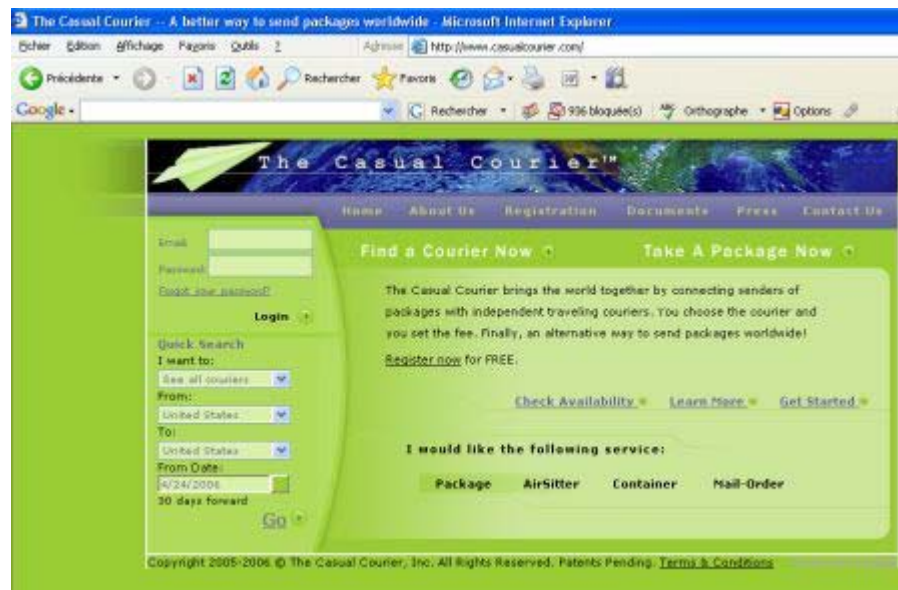 The Casual Courier -- A better way to send packages worldwide - Microsoft Internet Explorer
Fichier Edition Affichage Favoris Outils ?
Adresse http://www.casualcourier.com/
Précédente Rechercher Favoris
Google Rechercher 936 bloquée(s) Orthographe Options
The Casual Courier™
Home About Us Registration Documents Press Contact Us
Find a Courier Now Take A Package Now
Email
Password
Forgot your password?
Login
Quick Search
I want to:
See all couriers
From:
United States
To:
United States
From Date:
4/24/2006
30 days forward
Go
The Casual Courier brings the world together by connecting senders of
packages with independent traveling couriers. You choose the courier and
you set the fee. Finally, an alternative way to send packages worldwide!
Register now for FREE.
Check Availability Learn More Get Started
I would like the following service:
Package AirSitter Container Mail-Order
Copyright 2005-2006 © The Casual Courier, Inc. All Rights Reserved. Patents Pending. Terms & Conditions